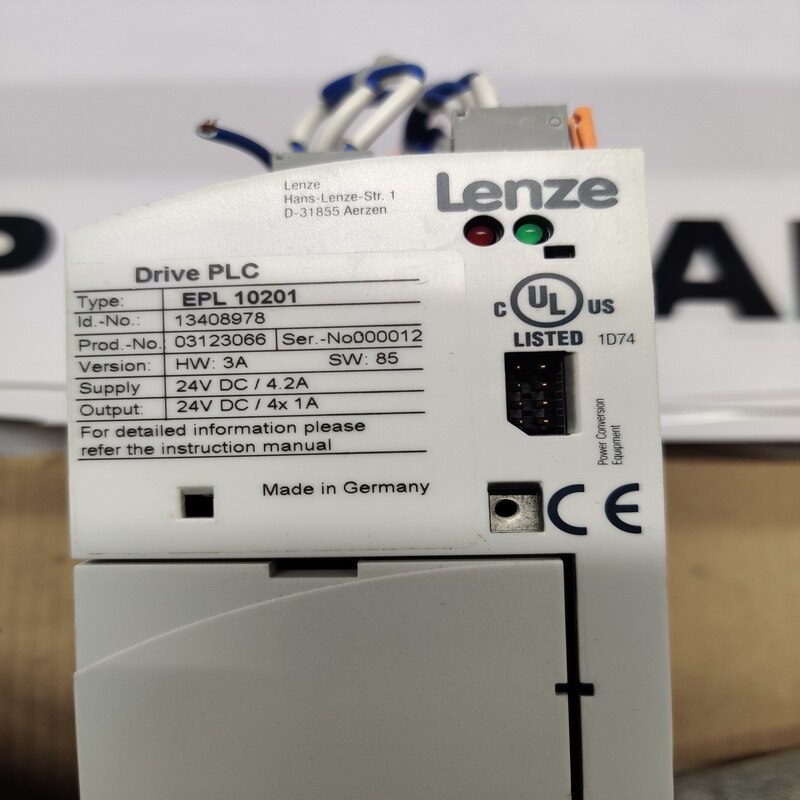 Lenze
Hans-Lenze-Str. 1
D-31855 Aerzen
Lenze
Drive PLC
Type: EPL 10201
Id.-No.: 13408978
Prod.-No.: 03123066 Ser.-No000012
Version: HW: 3A SW: 85
Supply 24V DC / 4.2A
Output: 24V DC / 4x 1A
For detailed information please
refer the instruction manual
Made in Germany
C UL US
LISTED 1D74
Power Conversion
Equipment
CE
P
A